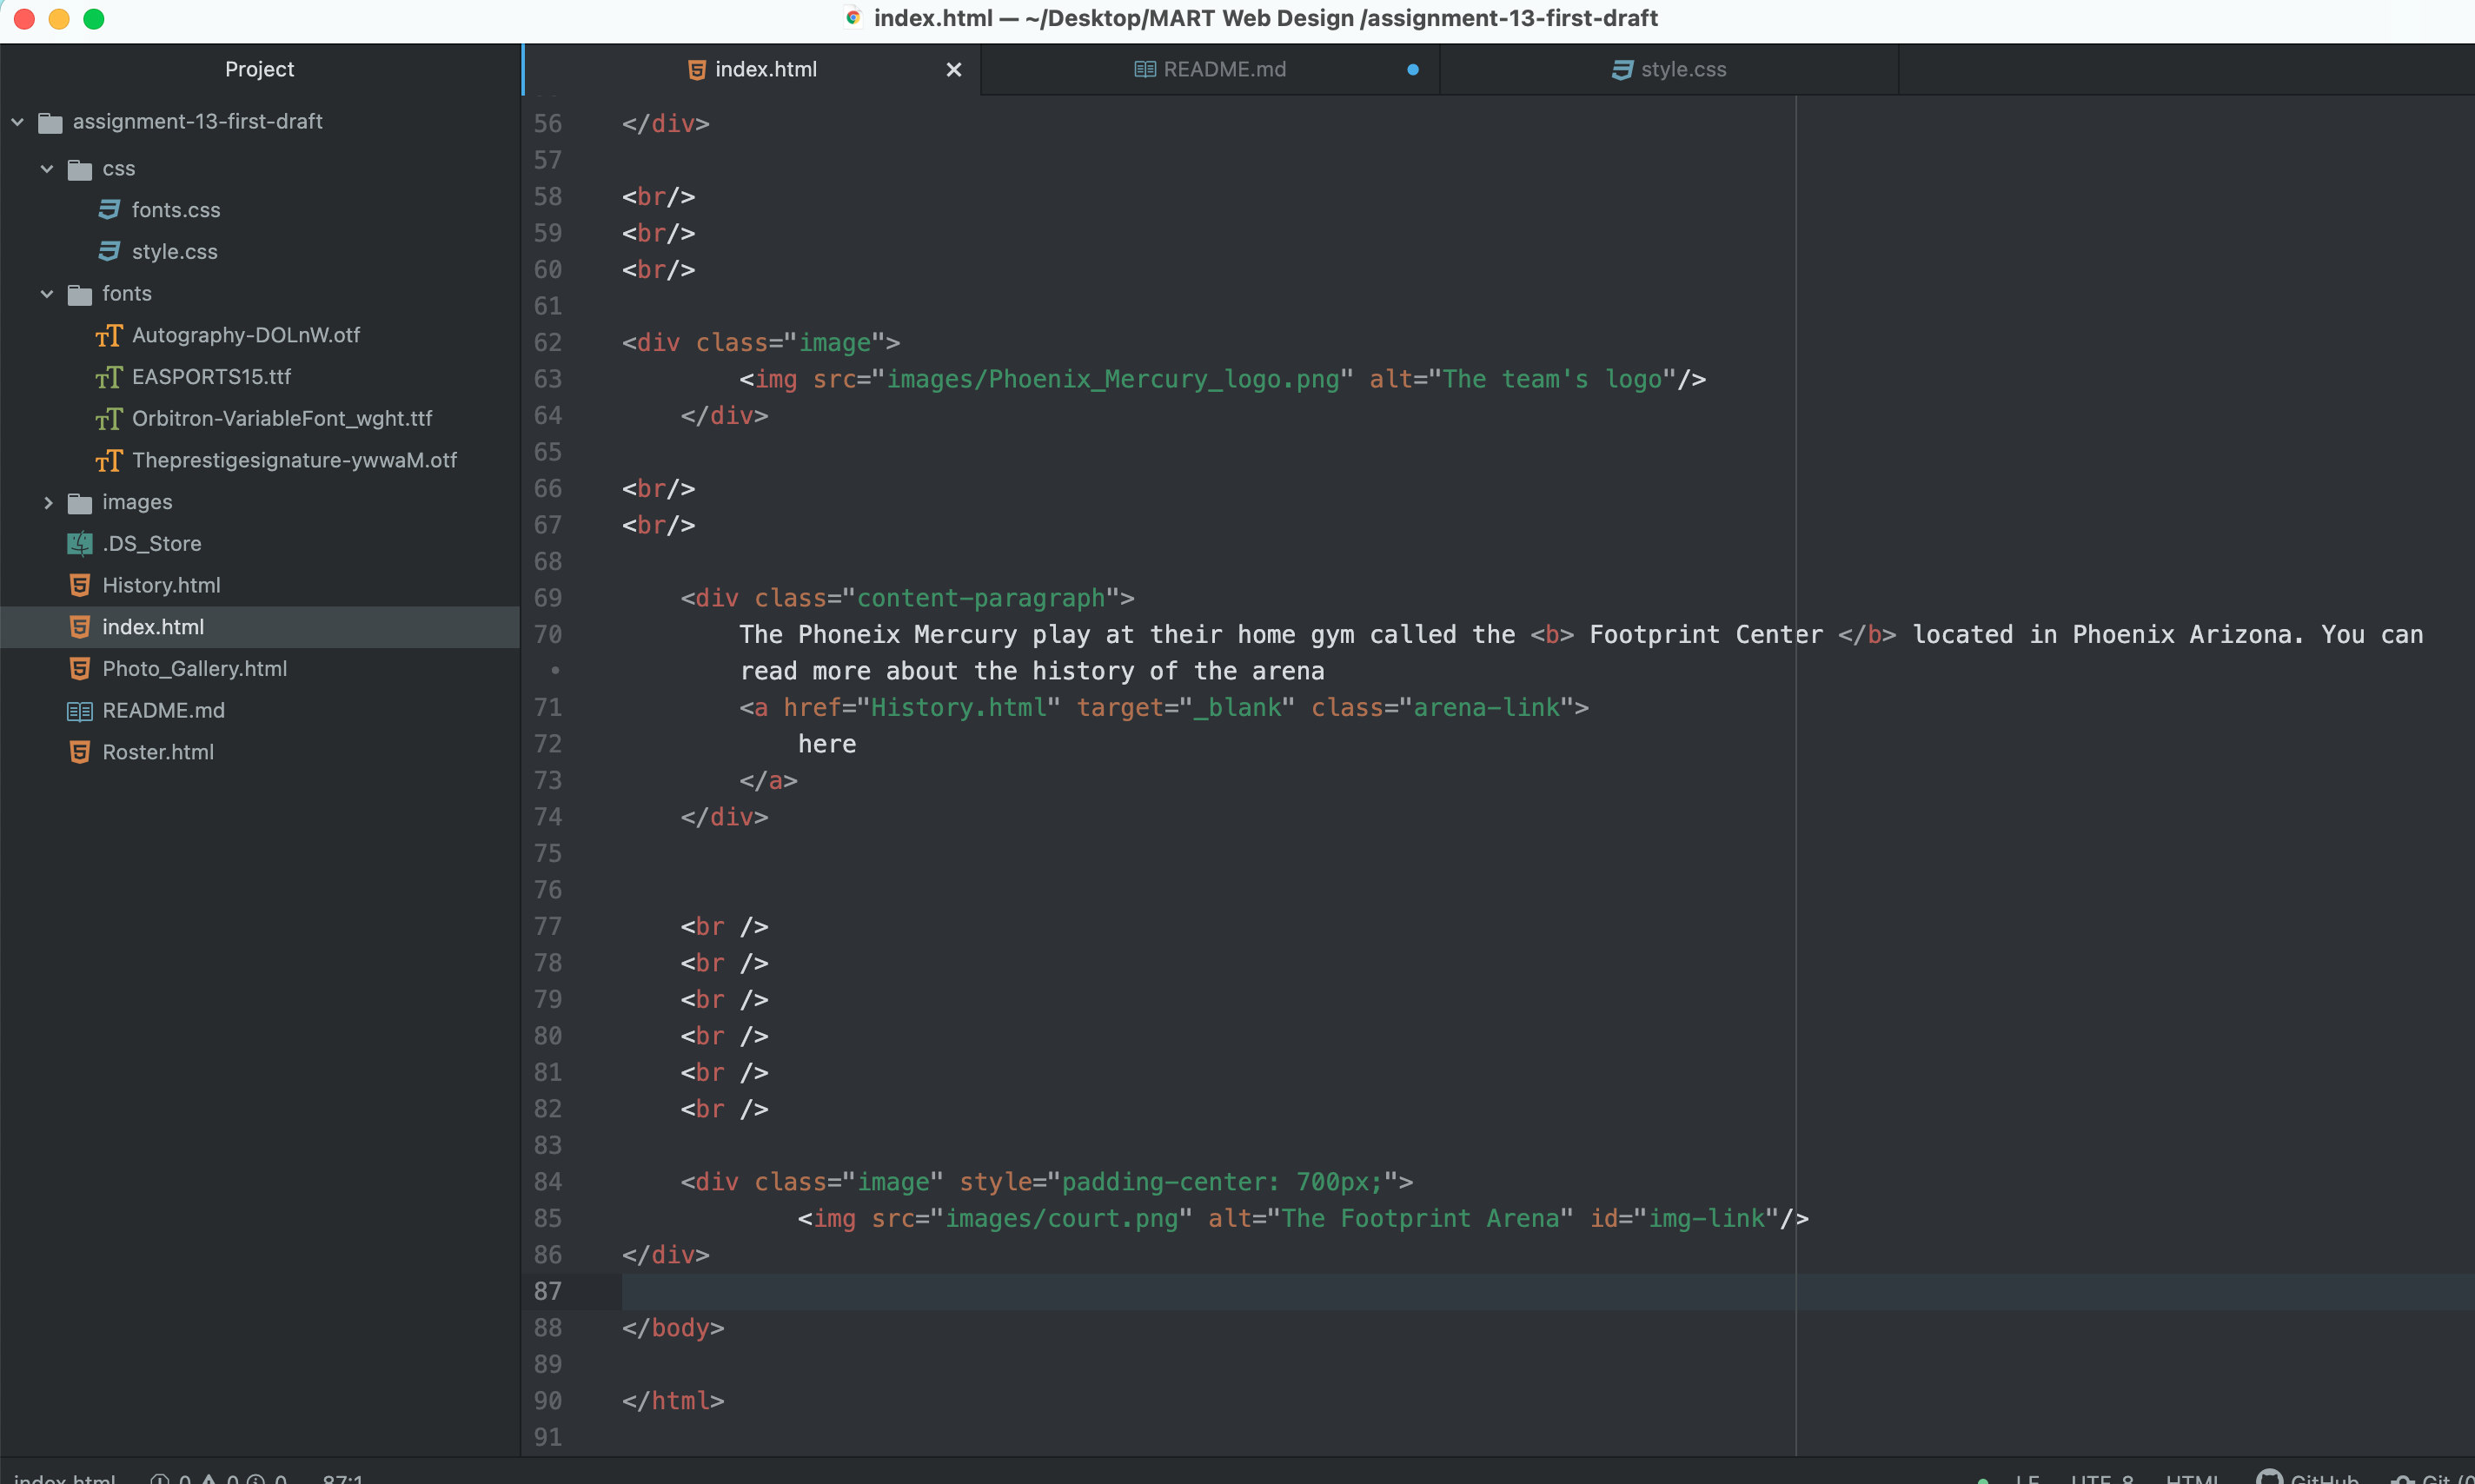 index.html — ~/Desktop/MART Web Design /assignment-13-first-draft
Project
assignment-13-first-draft
css
fonts.css
style.css
fonts
Autography-DOLnW.otf
EASPORTS15.ttf
Orbitron-VariableFont_wght.ttf
Theprestigesignature-ywwaM.otf
images
.DS_Store
History.html
index.html
Photo_Gallery.html
README.md
Roster.html
index.html
README.md
style.css
56 </div>
57
58 <br/>
59 <br/>
60 <br/>
61
62 <div class="image">
63 <img src="images/Phoenix_Mercury_logo.png" alt="The team's logo"/>
64 </div>
65
66 <br/>
67 <br/>
68
69 <div class="content-paragraph">
70 The Phoneix Mercury play at their home gym called the <b> Footprint Center </b> located in Phoenix Arizona. You can
• read more about the history of the arena
71 <a href="History.html" target="_blank" class="arena-link">
72 here
73 </a>
74 </div>
75
76
77 <br />
78 <br />
79 <br />
80 <br />
81 <br />
82 <br />
83
84 <div class="image" style="padding-center: 700px;">
85 <img src="images/court.png" alt="The Footprint Arena" id="img-link"/>
86 </div>
87
88 </body>
89
90 </html>
91
index.html 0 0 0 87:1 LF UTF-8 HTML GitHub Git (0